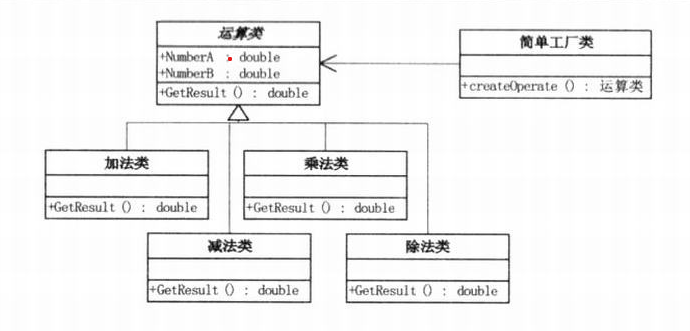 运算类
+NumberA : double
+NumberB : double
+GetResult () : double
简单工厂类
+createOperate () : 运算类
加法类
+GetResult () : double
乘法类
+GetResult () : double
减法类
+GetResult () : double
除法类
+GetResult () : double